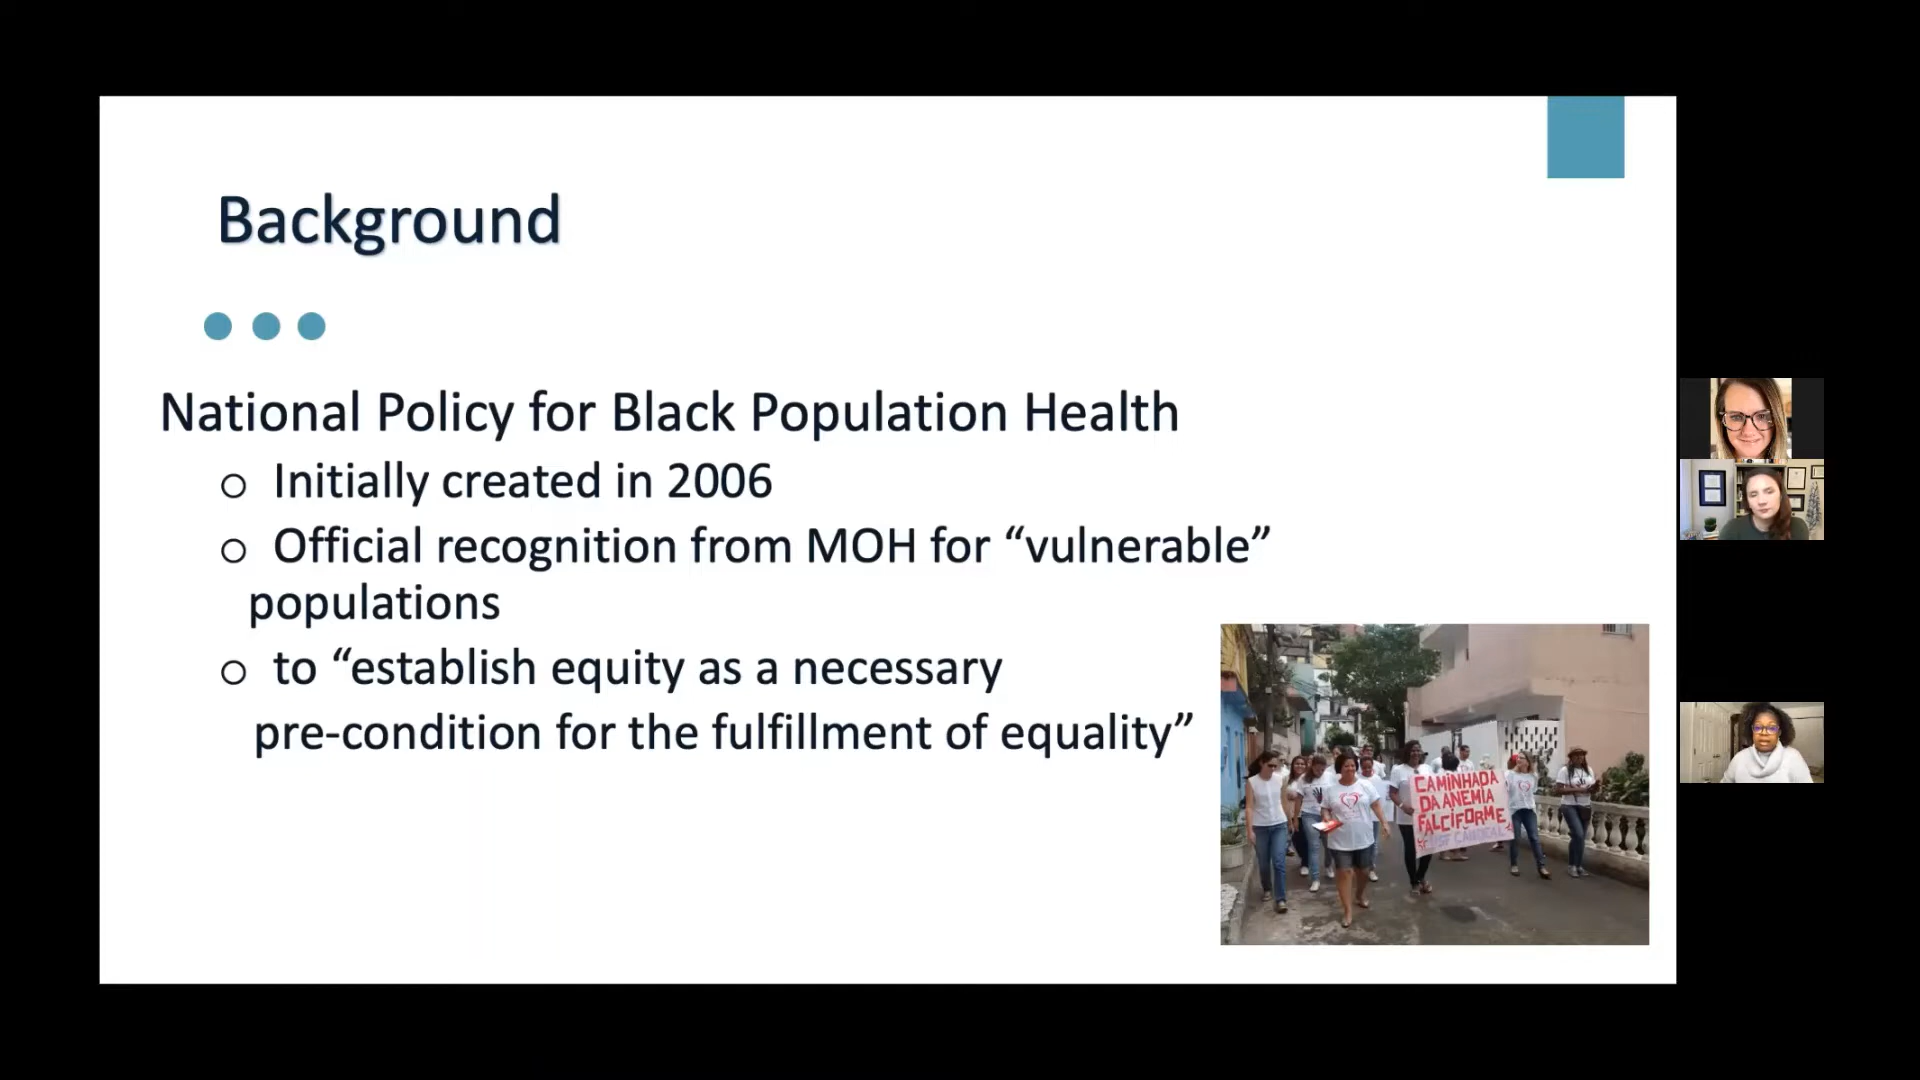 Background
National Policy for Black Population Health
o Initially created in 2006
o Official recognition from MOH for “vulnerable”
populations
o to “establish equity as a necessary
pre-condition for the fulfillment of equality”
CAMINHADA
DA ANEMIA
FALCIFORME